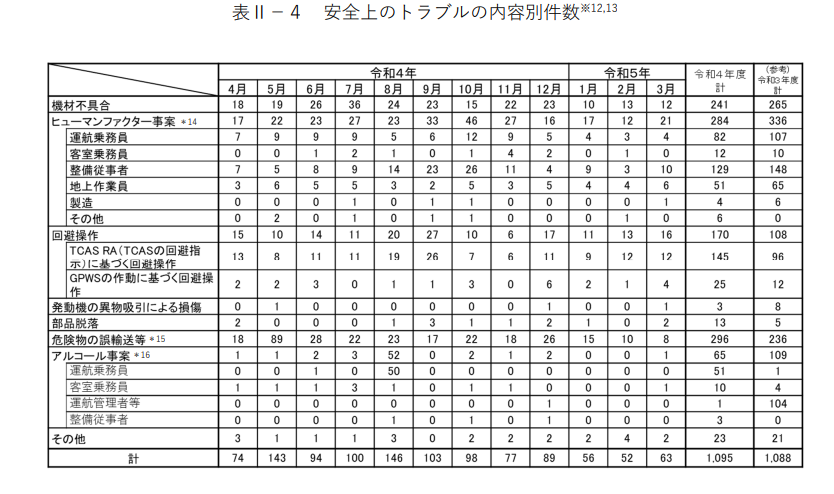 表Ⅱ－４　安全上のトラブルの内容別件数※12,13
令和４年 令和５年 令和４年度 計 （参考） 令和３年度 計
4月 5月 6月 7月 8月 9月 10月 11月 12月 1月 2月 3月
機材不具合 18 19 26 36 24 23 15 22 23 10 13 12 241 265
ヒューマンファクター事案 ※14 17 22 23 27 23 33 46 27 16 17 12 21 284 336
運航乗務員 7 9 9 9 5 6 12 9 5 4 3 4 82 107
客室乗務員 0 0 1 2 1 0 1 4 2 0 1 0 12 10
整備従事者 7 5 8 9 14 23 26 11 4 9 3 10 129 148
地上作業員 3 6 5 5 3 2 5 3 5 4 4 6 51 65
製造 0 0 0 1 0 1 1 0 0 0 0 1 4 6
その他 0 2 0 1 0 1 1 0 0 0 1 0 6 0
回避操作 15 10 14 11 20 27 10 6 17 11 13 16 170 108
TCAS RA（TCASの回避指
示）に基づく回避操作 13 8 11 11 19 26 7 6 11 9 12 12 145 96
GPWSの作動に基づく回避操
作 2 2 3 0 1 1 3 0 6 2 1 4 25 12
発動機の異物吸引による損傷 0 1 0 0 0 0 0 0 1 0 0 1 3 8
部品脱落 2 0 0 0 1 3 1 1 2 1 0 2 13 5
危険物の誤輸送等 ※15 18 89 28 22 23 17 22 18 26 15 10 8 296 236
アルコール事案 ※16 1 1 2 3 52 0 2 1 2 0 0 1 65 109
運航乗務員 0 0 1 0 50 0 0 0 0 0 0 0 51 1
客室乗務員 1 1 1 3 1 0 1 1 0 0 0 1 10 4
運航管理者等 0 0 0 0 0 0 0 0 1 0 0 0 1 104
整備従事者 0 0 0 0 1 0 1 0 1 0 0 0 3 0
その他 3 1 1 1 3 0 2 2 2 2 4 2 23 21
計 74 143 94 100 146 103 98 77 89 56 52 63 1,095 1,088